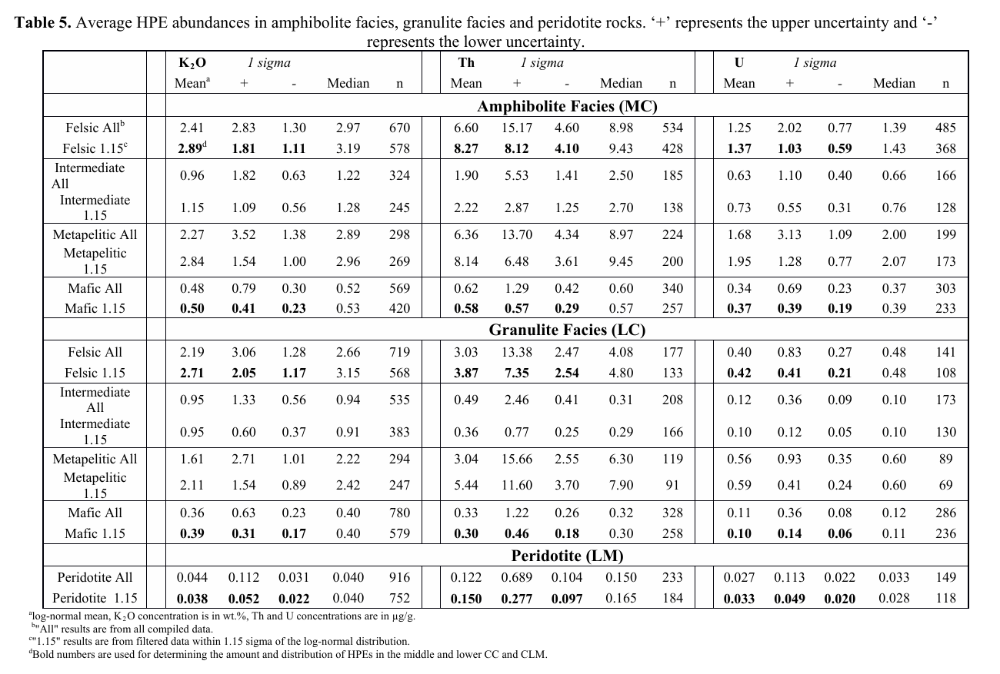 Table 5. Average HPE abundances in amphibolite facies, granulite facies and peridotite rocks. ‘+’ represents the upper uncertainty and ‘-’
represents the lower uncertainty.
K2O 1 sigma Th 1 sigma U 1 sigma
Meana + - Median n Mean + - Median n Mean + - Median n
Amphibolite Facies (MC)
Felsic Allb 2.41 2.83 1.30 2.97 670 6.60 15.17 4.60 8.98 534 1.25 2.02 0.77 1.39 485
Felsic 1.15c 2.89d 1.81 1.11 3.19 578 8.27 8.12 4.10 9.43 428 1.37 1.03 0.59 1.43 368
Intermediate
All 0.96 1.82 0.63 1.22 324 1.90 5.53 1.41 2.50 185 0.63 1.10 0.40 0.66 166
Intermediate
1.15 1.15 1.09 0.56 1.28 245 2.22 2.87 1.25 2.70 138 0.73 0.55 0.31 0.76 128
Metapelitic All 2.27 3.52 1.38 2.89 298 6.36 13.70 4.34 8.97 224 1.68 3.13 1.09 2.00 199
Metapelitic
1.15 2.84 1.54 1.00 2.96 269 8.14 6.48 3.61 9.45 200 1.95 1.28 0.77 2.07 173
Mafic All 0.48 0.79 0.30 0.52 569 0.62 1.29 0.42 0.60 340 0.34 0.69 0.23 0.37 303
Mafic 1.15 0.50 0.41 0.23 0.53 420 0.58 0.57 0.29 0.57 257 0.37 0.39 0.19 0.39 233
Granulite Facies (LC)
Felsic All 2.19 3.06 1.28 2.66 719 3.03 13.38 2.47 4.08 177 0.40 0.83 0.27 0.48 141
Felsic 1.15 2.71 2.05 1.17 3.15 568 3.87 7.35 2.54 4.80 133 0.42 0.41 0.21 0.48 108
Intermediate
All 0.95 1.33 0.56 0.94 535 0.49 2.46 0.41 0.31 208 0.12 0.36 0.09 0.10 173
Intermediate
1.15 0.95 0.60 0.37 0.91 383 0.36 0.77 0.25 0.29 166 0.10 0.12 0.05 0.10 130
Metapelitic All 1.61 2.71 1.01 2.22 294 3.04 15.66 2.55 6.30 119 0.56 0.93 0.35 0.60 89
Metapelitic
1.15 2.11 1.54 0.89 2.42 247 5.44 11.60 3.70 7.90 91 0.59 0.41 0.24 0.60 69
Mafic All 0.36 0.63 0.23 0.40 780 0.33 1.22 0.26 0.32 328 0.11 0.36 0.08 0.12 286
Mafic 1.15 0.39 0.31 0.17 0.40 579 0.30 0.46 0.18 0.30 258 0.10 0.14 0.06 0.11 236
Peridotite (LM)
Peridotite All 0.044 0.112 0.031 0.040 916 0.122 0.689 0.104 0.150 233 0.027 0.113 0.022 0.033 149
Peridotite 1.15 0.038 0.052 0.022 0.040 752 0.150 0.277 0.097 0.165 184 0.033 0.049 0.020 0.028 118
alog-normal mean, K2O concentration is in wt.%, Th and U concentrations are in µg/g.
b"All" results are from all compiled data.
c"1.15" results are from filtered data within 1.15 sigma of the log-normal distribution.
dBold numbers are used for determining the amount and distribution of HPEs in the middle and lower CC and CLM.